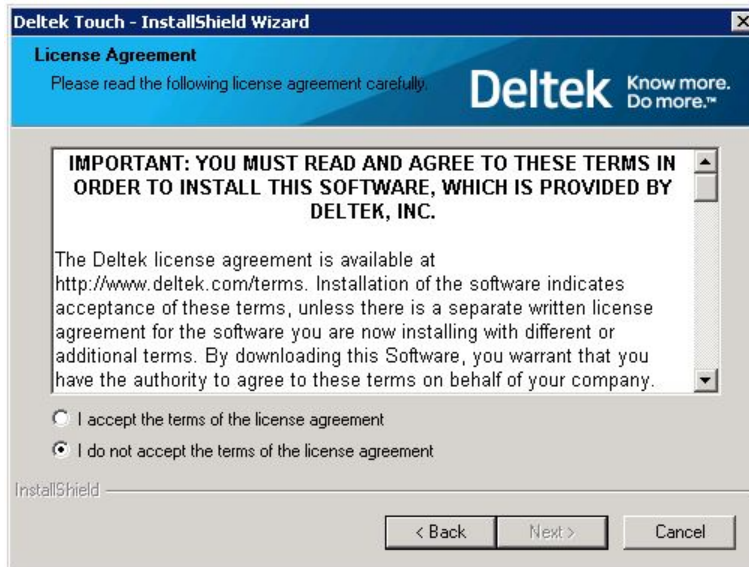 Deltek Touch - InstallShield Wizard
License Agreement
Please read the following license agreement carefully.
Deltek Know more.
Do more.™
IMPORTANT: YOU MUST READ AND AGREE TO THESE TERMS IN
ORDER TO INSTALL THIS SOFTWARE, WHICH IS PROVIDED BY
DELTEK, INC.
The Deltek license agreement is available at
http://www.deltek.com/terms. Installation of the software indicates
acceptance of these terms, unless there is a separate written license
agreement for the software you are now installing with different or
additional terms. By downloading this Software, you warrant that you
have the authority to agree to these terms on behalf of your company.
I accept the terms of the license agreement
I do not accept the terms of the license agreement
InstallShield
< Back Next > Cancel